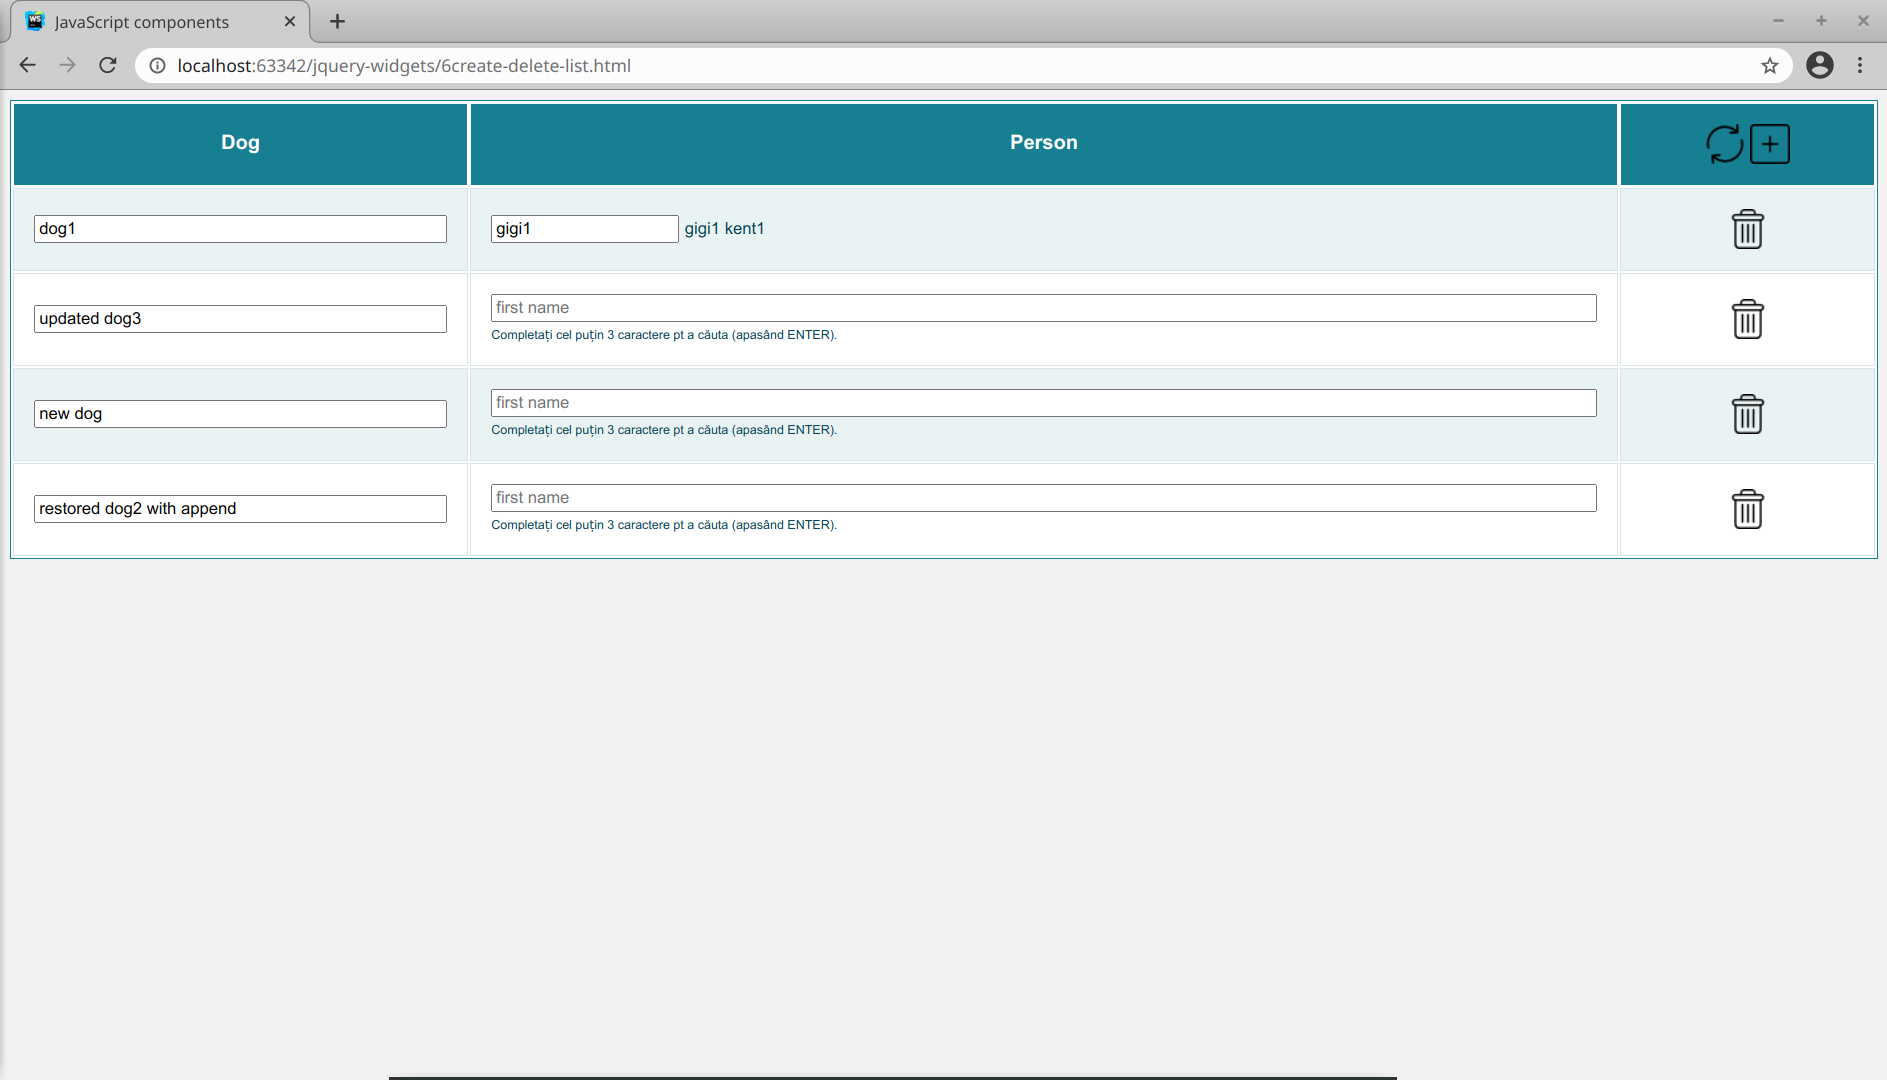 JavaScript components
localhost:63342/jquery-widgets/6create-delete-list.html
Dog
Person
dog1
gigi1
gigi1 kent1
updated dog3
first name
Completați cel puțin 3 caractere pt a căuta (apasând ENTER).
new dog
first name
Completați cel puțin 3 caractere pt a căuta (apasând ENTER).
restored dog2 with append
first name
Completați cel puțin 3 caractere pt a căuta (apasând ENTER).